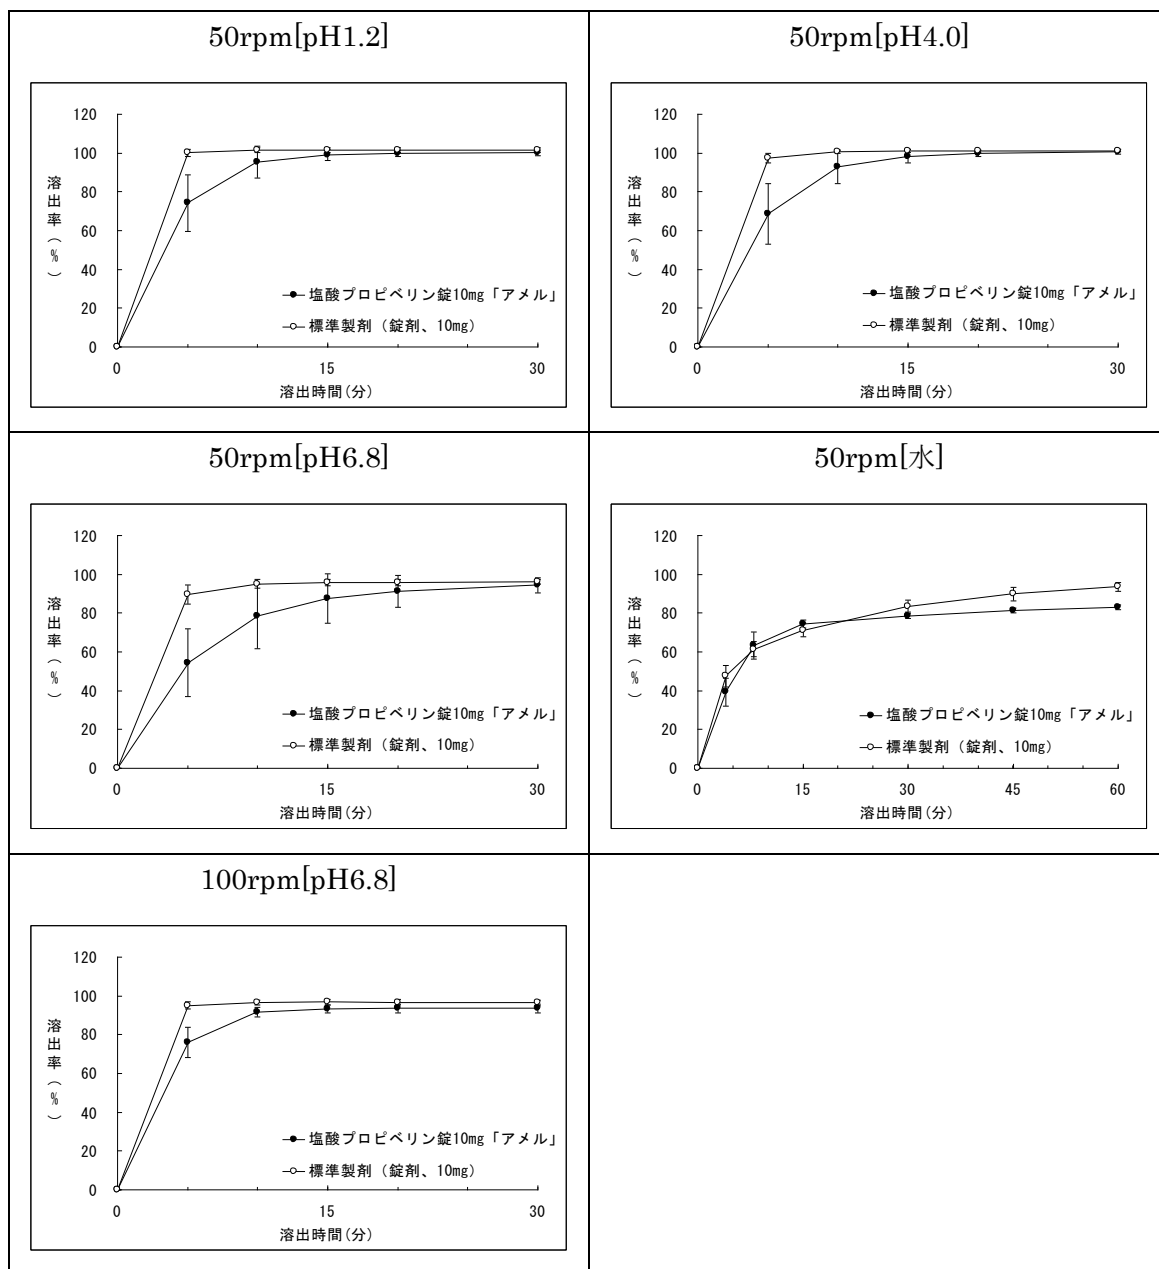 50rpm[pH1.2]
120
100
80
60
40
20
0
溶出率(%)
塩酸プロピベリン錠10mg「アメル」
標準製剤（錠剤、10mg）
0 15 30
溶出時間(分)
50rpm[pH4.0]
120
100
80
60
40
20
0
溶出率(%)
塩酸プロピベリン錠10mg「アメル」
標準製剤（錠剤、10mg）
0 15 30
溶出時間(分)
50rpm[pH6.8]
120
100
80
60
40
20
0
溶出率(%)
塩酸プロピベリン錠10mg「アメル」
標準製剤（錠剤、10mg）
0 15 30
溶出時間(分)
50rpm[水]
120
100
80
60
40
20
0
溶出率(%)
塩酸プロピベリン錠10mg「アメル」
標準製剤（錠剤、10mg）
0 15 30 45 60
溶出時間(分)
100rpm[pH6.8]
120
100
80
60
40
20
0
溶出率(%)
塩酸プロピベリン錠10mg「アメル」
標準製剤（錠剤、10mg）
0 15 30
溶出時間(分)